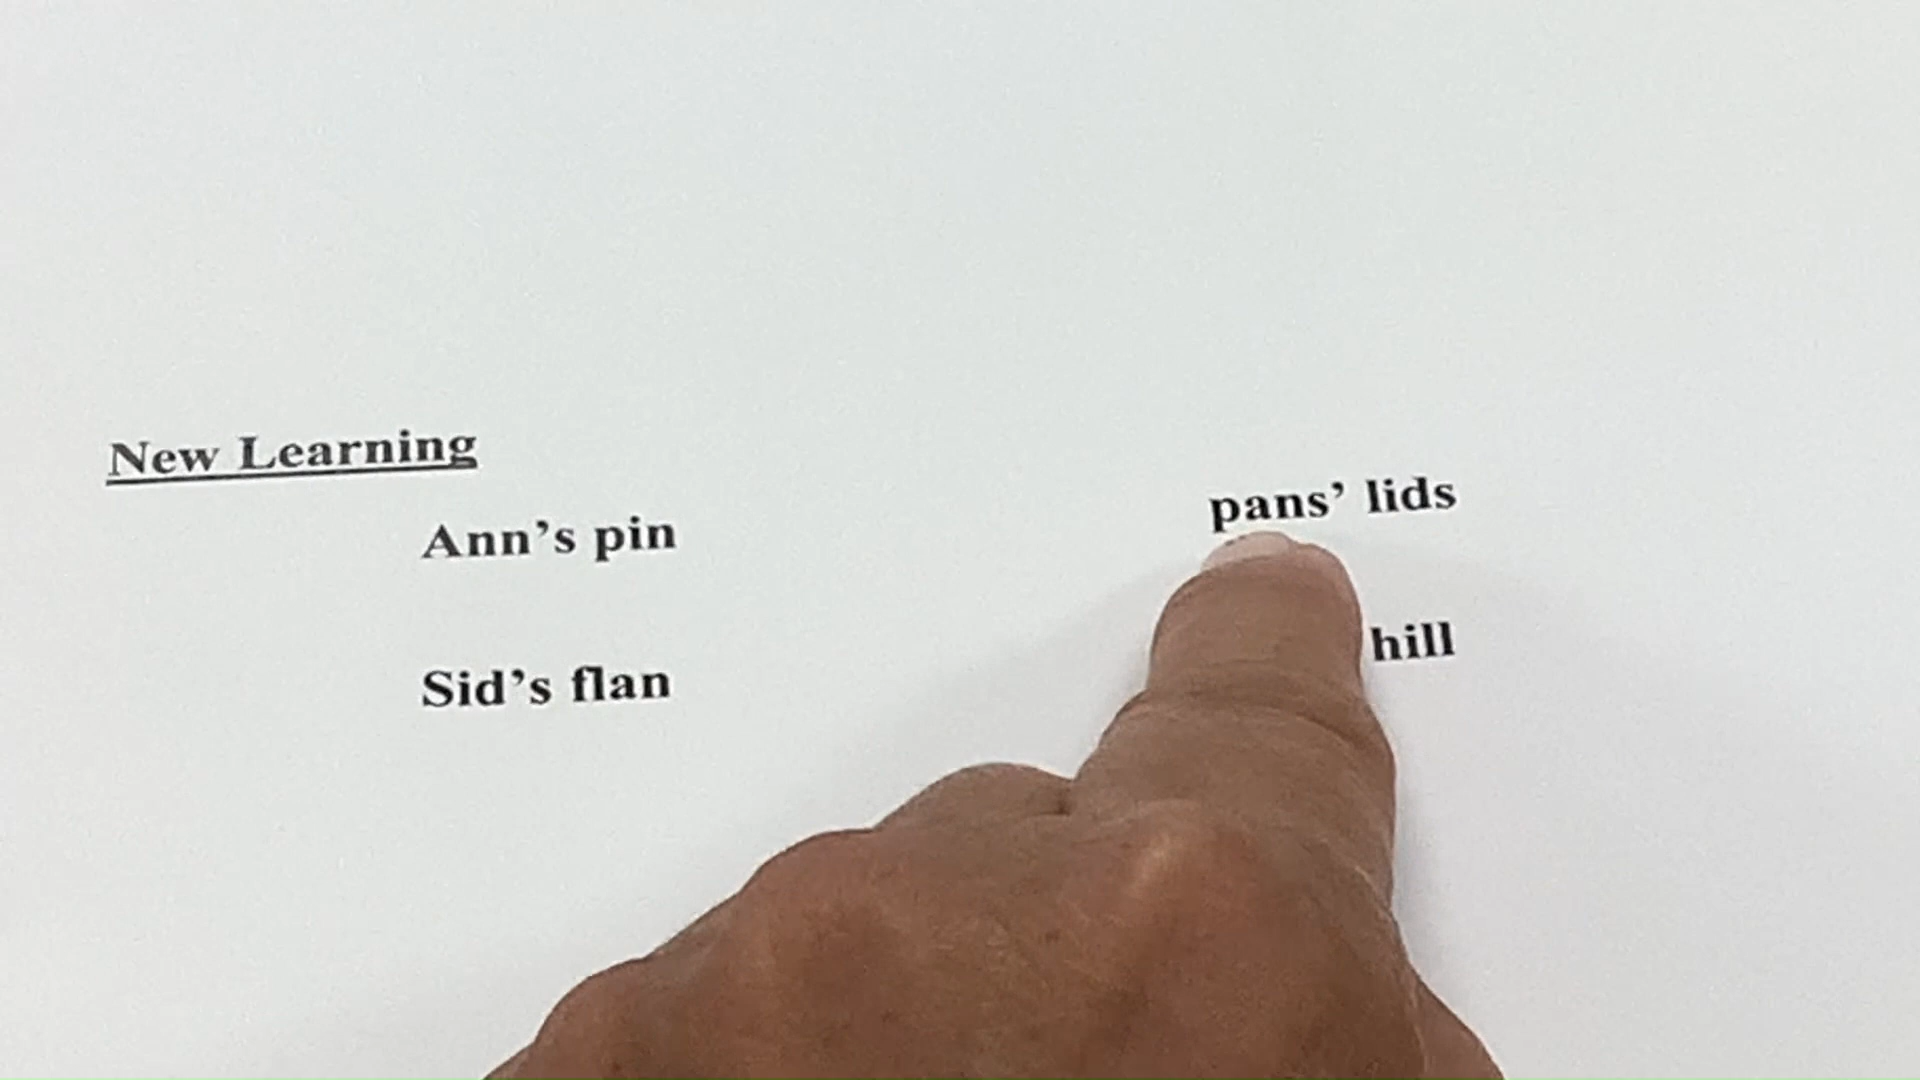 New Learning
Ann’s pin
pans’ lids
Sid’s flan
hill